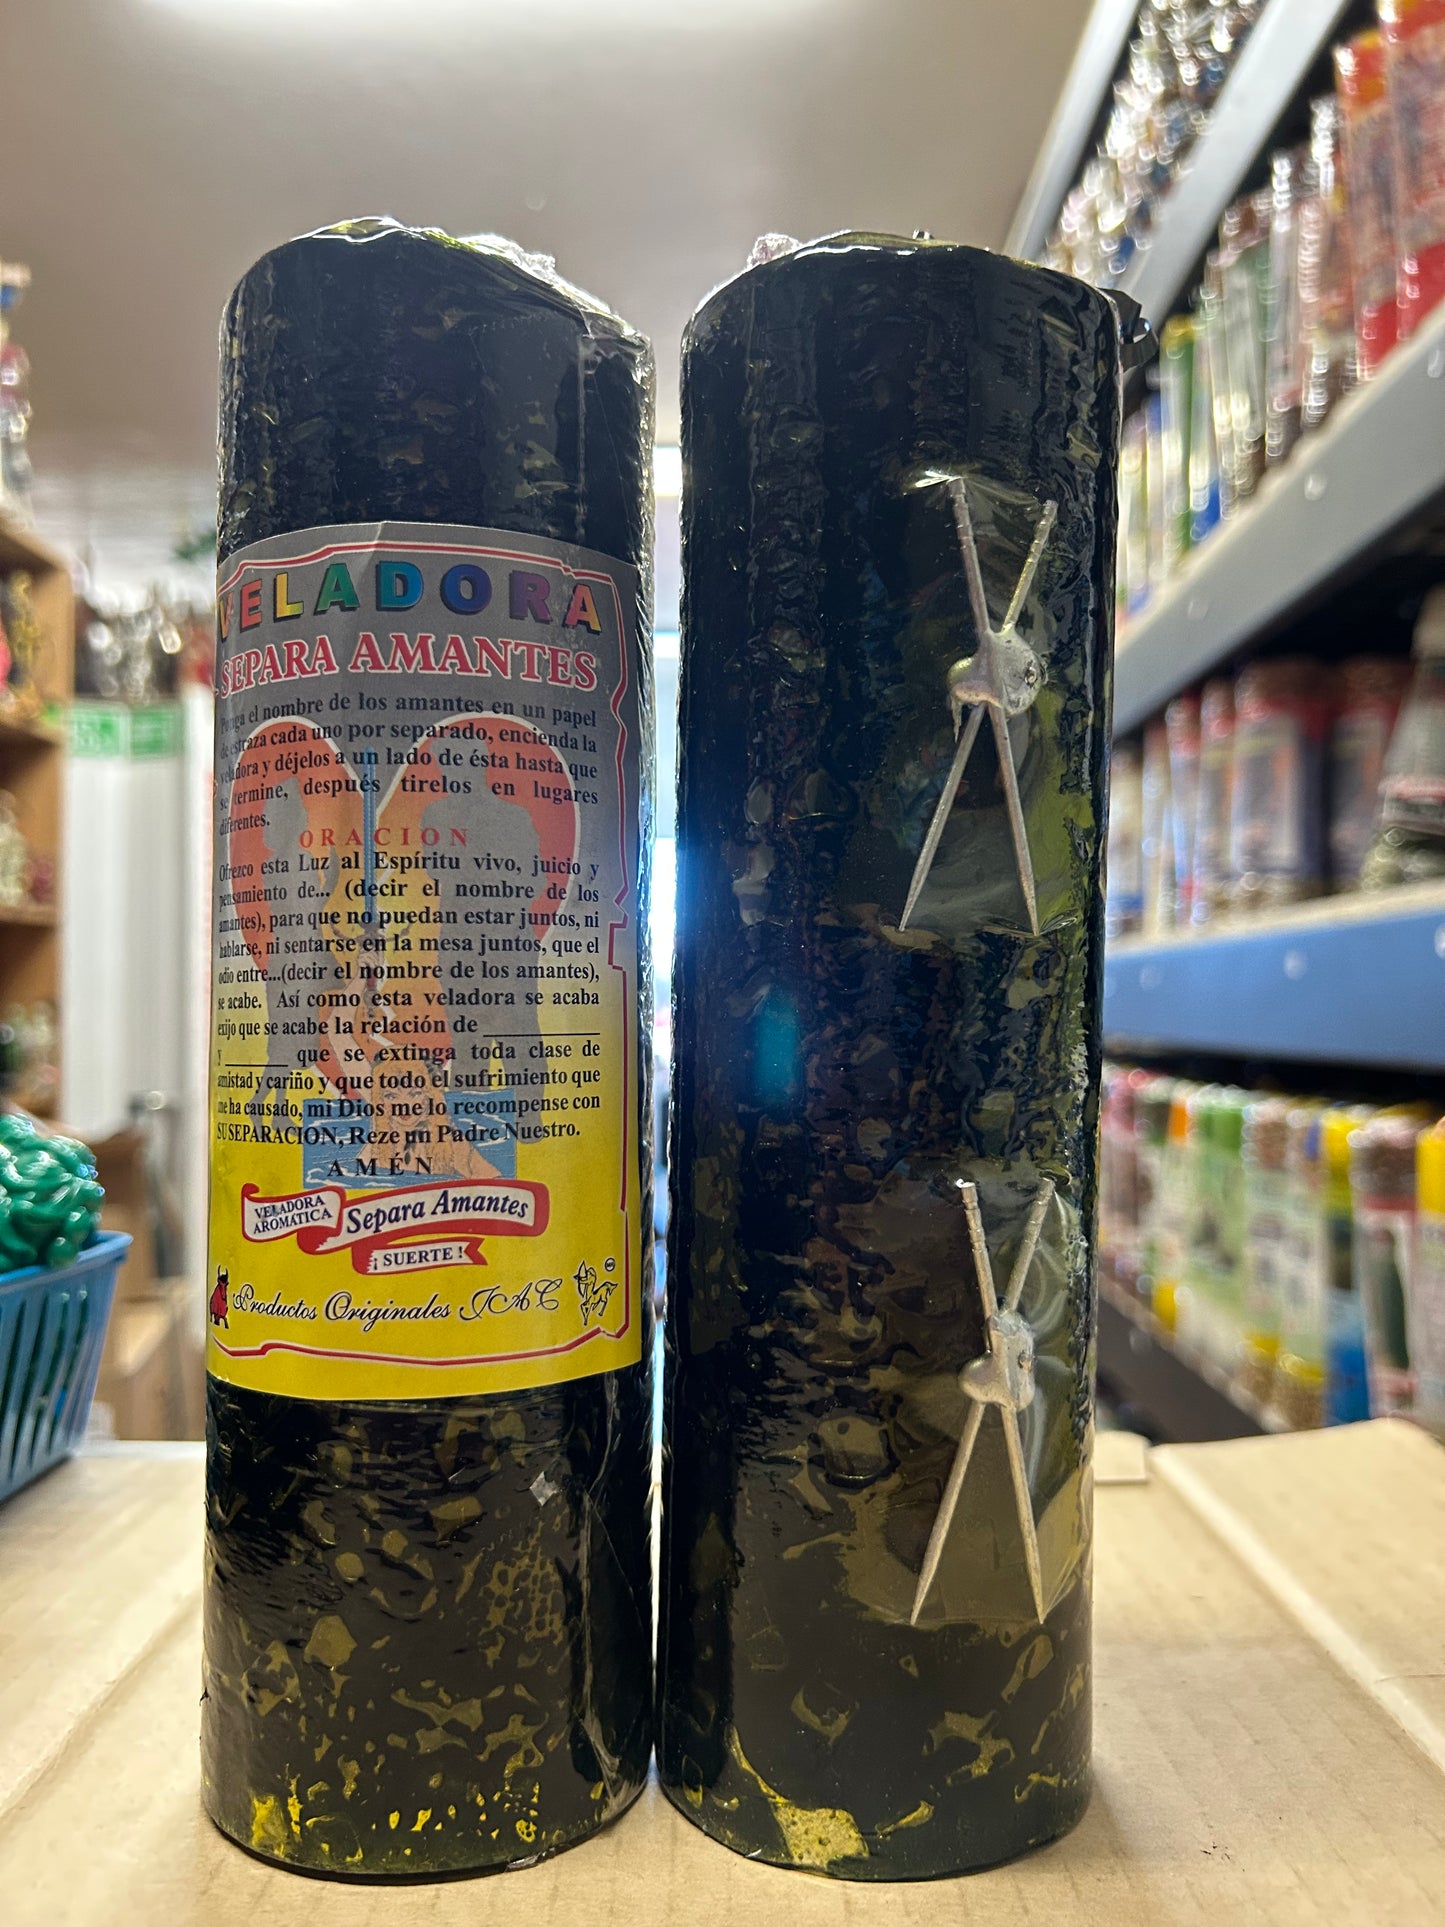 VELADORA
SEPARA AMANTES
Ponga el nombre de los amantes en un papel
de estraza cada uno por separado, encienda la
veladora y déjelos a un lado de ésta hasta que
se termine, después tirelos en lugares
diferentes.
ORACION
Ofrezco esta Luz al Espíritu vivo, juicio y
pensamiento de... (decir el nombre de los
amantes), para que no puedan estar juntos, ni
hablarse, ni sentarse en la mesa juntos, que el
odio entre...(decir el nombre de los amantes),
se acabe. Así como esta veladora se acaba
exijo que se acabe la relación de __________
y ______ que se extinga toda clase de
amistad y cariño y que todo el sufrimiento que
me ha causado, mi Dios me lo recompense con
SU SEPARACION, Reze un Padre Nuestro.
AMÉN
VELADORA
AROMÁTICA
Separa Amantes
¡SUERTE!
Productos Originales JAC